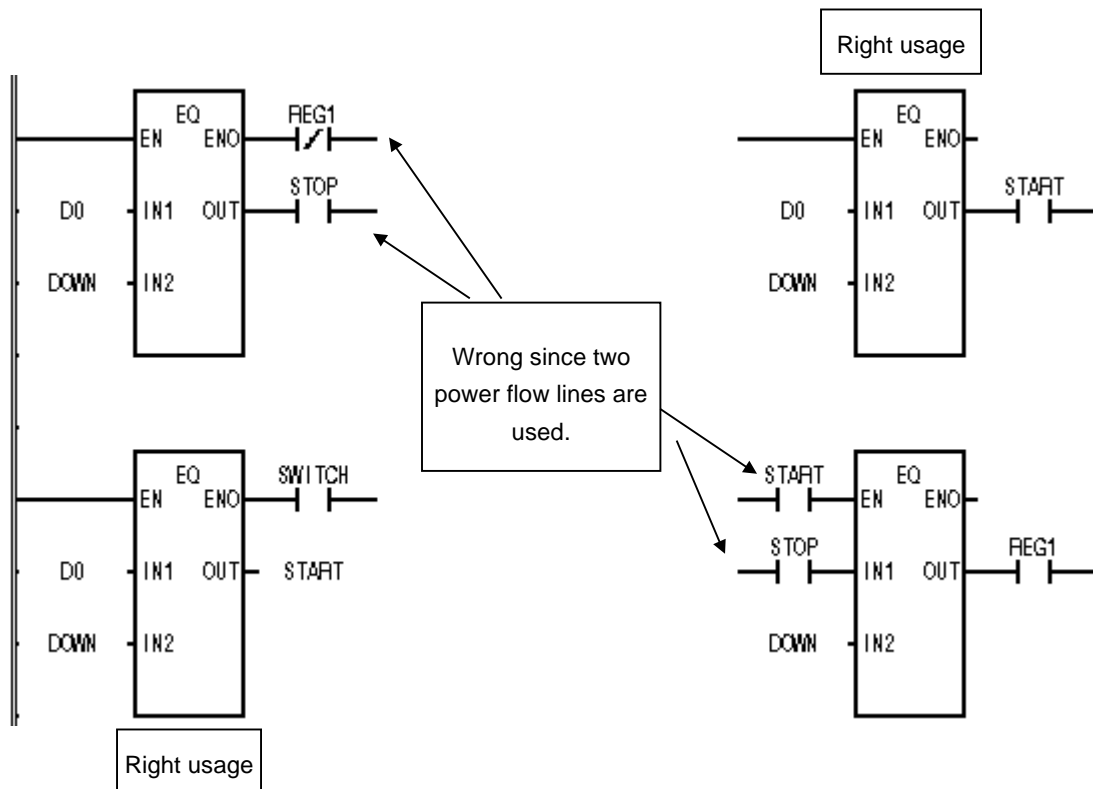 Right usage
EQ
EN ENO
REG1
STOP
D0 IN1 OUT
DOWN IN2
EQ
EN ENO
START
D0 IN1 OUT
DOWN IN2
Wrong since two
power flow lines are
used.
EQ
EN ENO
SWITCH
D0 IN1 OUT START
DOWN IN2
START
EQ
EN ENO
STOP
REG1
IN1 OUT
DOWN IN2
Right usage